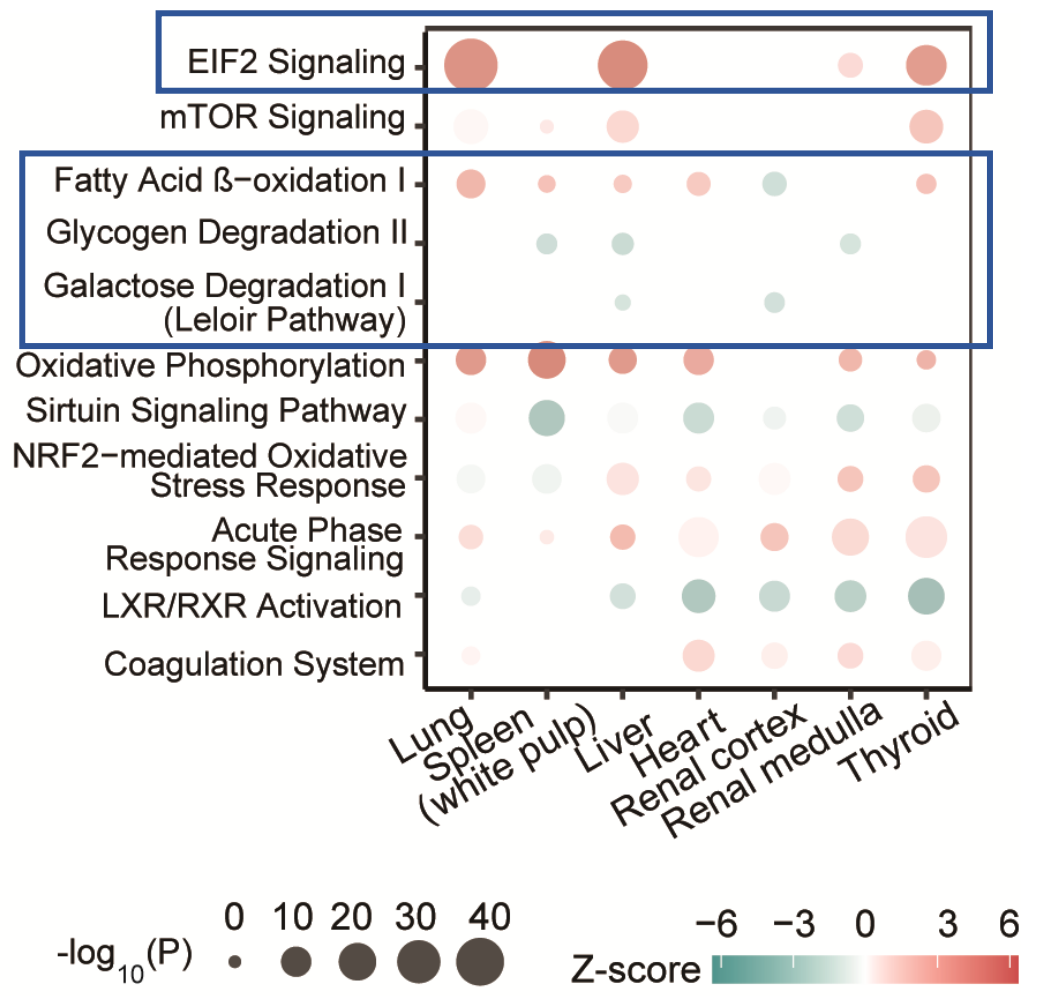 EIF2 Signaling
mTOR Signaling
Fatty Acid ß−oxidation I
Glycogen Degradation II
Galactose Degradation I
(Leloir Pathway)
Oxidative Phosphorylation
Sirtuin Signaling Pathway
NRF2−mediated Oxidative
Stress Response
Acute Phase
Response Signaling
LXR/RXR Activation
Coagulation System
Lung
Spleen
(white pulp)
Liver
Heart
Renal cortex
Renal medulla
Thyroid
0 10 20 30 40
-log10(P)
−6 −3 0 3 6
Z-score